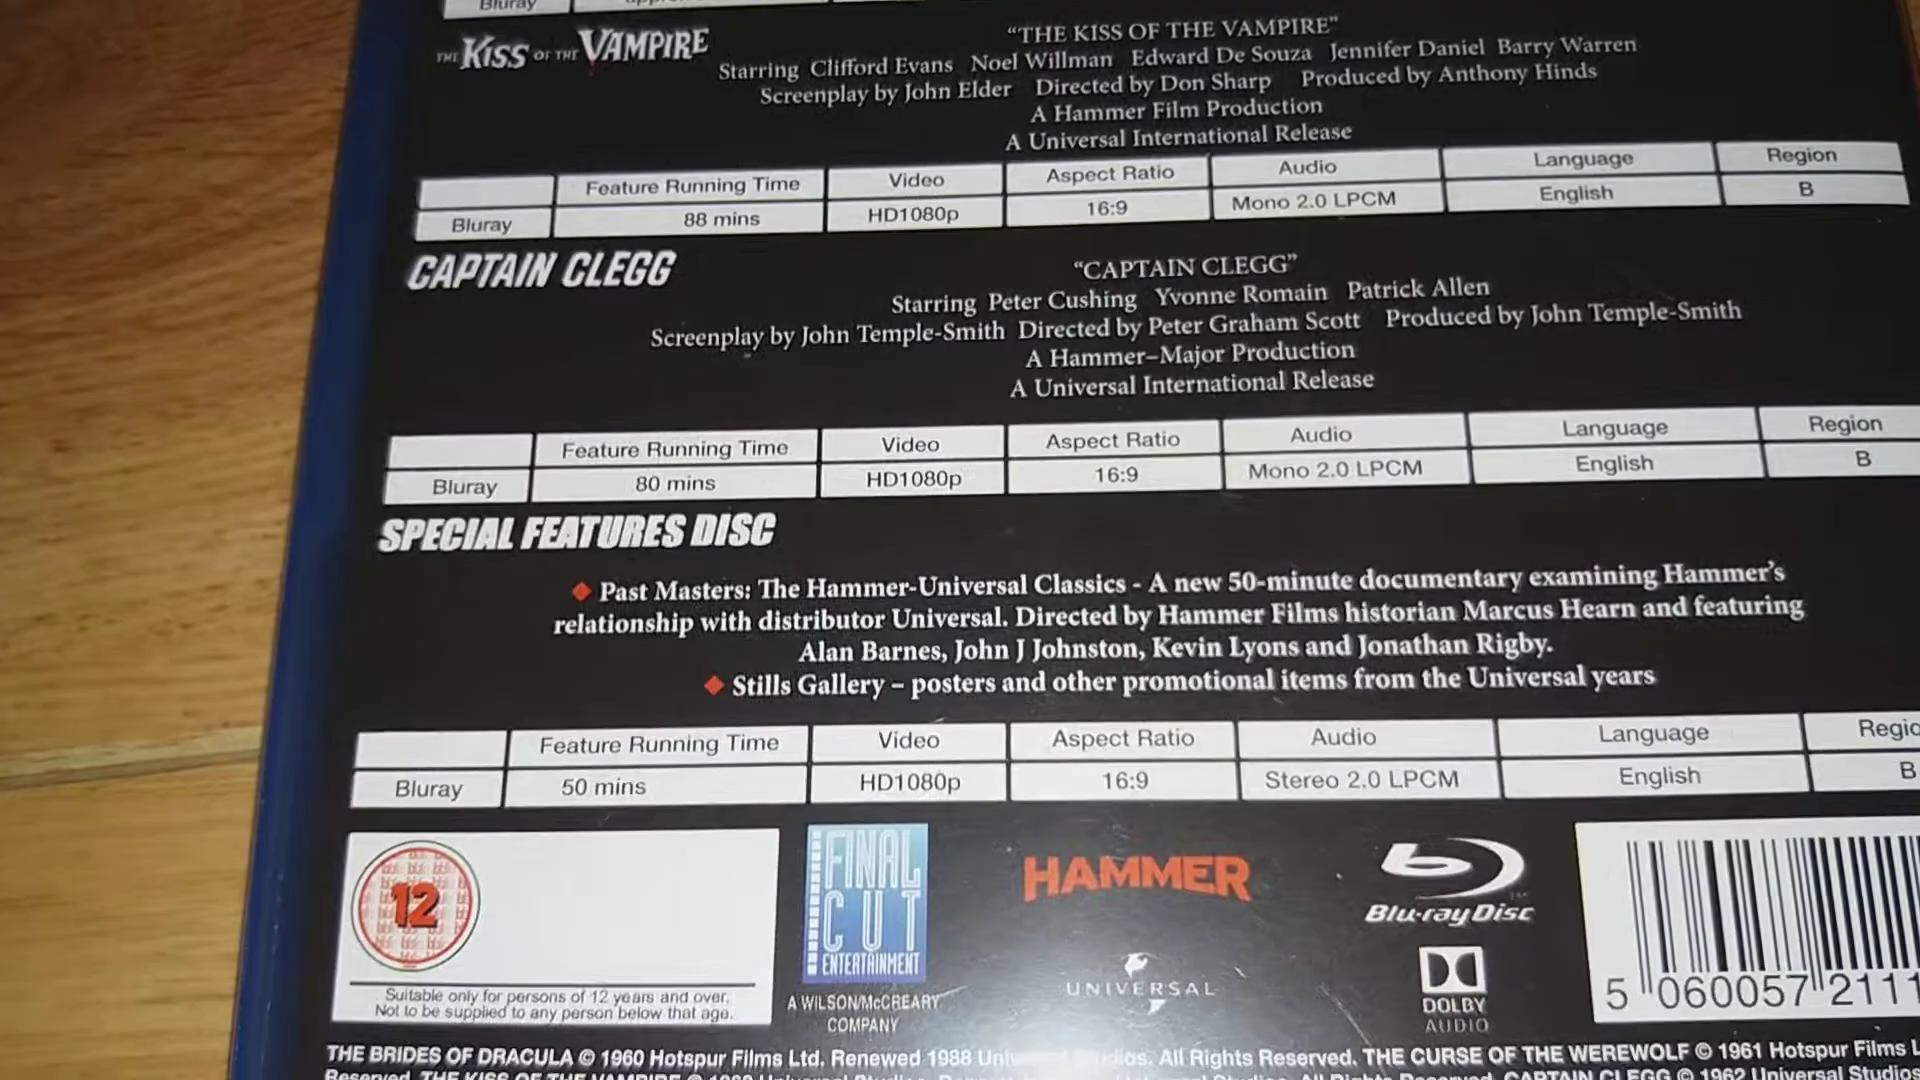 Bluray
THE KISS OF THE VAMPIRE
"THE KISS OF THE VAMPIRE"
Starring Clifford Evans Noel Willman Edward De Souza Jennifer Daniel Barry Warren
Screenplay by John Elder Directed by Don Sharp Produced by Anthony Hinds
A Hammer Film Production
A Universal International Release
Feature Running Time Video Aspect Ratio Audio Language Region
Bluray 88 mins HD1080p 16:9 Mono 2.0 LPCM English B
CAPTAIN CLEGG
"CAPTAIN CLEGG"
Starring Peter Cushing Yvonne Romain Patrick Allen
Screenplay by John Temple-Smith Directed by Peter Graham Scott Produced by John Temple-Smith
A Hammer–Major Production
A Universal International Release
Feature Running Time Video Aspect Ratio Audio Language Region
Bluray 80 mins HD1080p 16:9 Mono 2.0 LPCM English B
SPECIAL FEATURES DISC
Past Masters: The Hammer-Universal Classics - A new 50-minute documentary examining Hammer's
relationship with distributor Universal. Directed by Hammer Films historian Marcus Hearn and featuring
Alan Barnes, John J Johnston, Kevin Lyons and Jonathan Rigby.
Stills Gallery – posters and other promotional items from the Universal years
Feature Running Time Video Aspect Ratio Audio Language Regio
Bluray 50 mins HD1080p 16:9 Stereo 2.0 LPCM English B
12
Suitable only for persons of 12 years and over.
Not to be supplied to any person below that age.
FINAL
CUT
ENTERTAINMENT
A WILSON/McCREARY
COMPANY
HAMMER
UNIVERSAL
Blu-ray Disc
DOLBY
AUDIO
5 060057 2111
THE BRIDES OF DRACULA © 1960 Hotspur Films Ltd. Renewed 1988 All Rights Reserved. THE CURSE OF THE WEREWOLF © 1961 Hotspur Films L
CAPTAIN CLEGG © 1962 Universal Studios